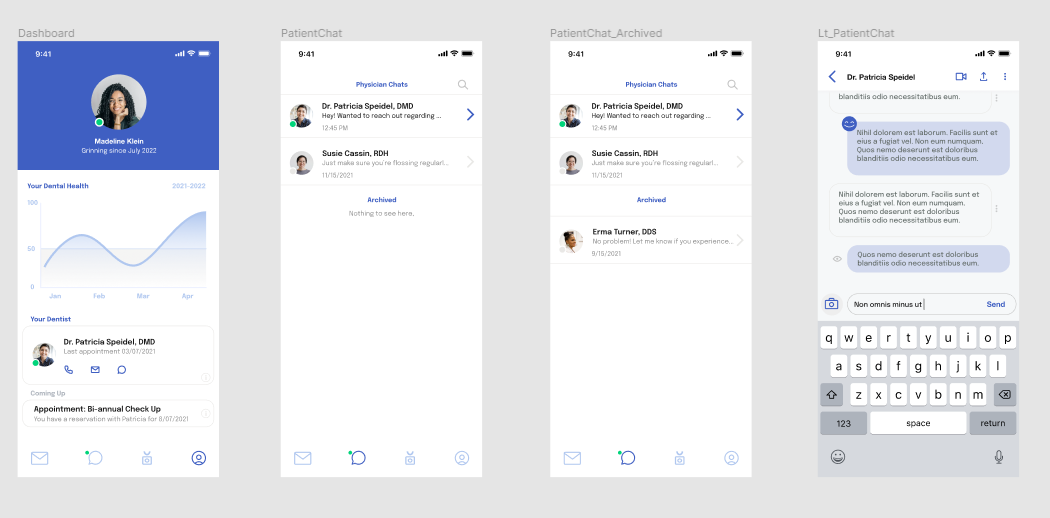 Dashboard
9:41
Madeline Klein
Grinning since July 2022
Your Dental Health
2021-2022
100
50
0
Jan
Feb
Mar
Apr
Your Dentist
Dr. Patricia Speidel, DMD
Last appointment 03/07/2021
Coming Up
Appointment: Bi-annual Check Up
You have a reservation with Patricia for 8/07/2021
PatientChat
9:41
Physician Chats
Dr. Patricia Speidel, DMD
Hey! Wanted to reach out regarding ...
12:45 PM
Susie Cassin, RDH
Just make sure you're flossing regularl...
11/15/2021
Archived
Nothing to see here.
PatientChat_Archived
9:41
Physician Chats
Dr. Patricia Speidel, DMD
Hey! Wanted to reach out regarding ...
12:45 PM
Susie Cassin, RDH
Just make sure you're flossing regularl...
11/15/2021
Archived
Erma Turner, DDS
No problem! Let me know if you experience...
9/15/2021
Lt_PatientChat
9:41
Dr. Patricia Speidel
blanditiis odio necessitatibus eum.
Nihil dolorem est laborum. Facilis sunt et
eius a fugiat vel. Non eum numquam.
Quos nemo deserunt est doloribus
blanditiis odio necessitatibus eum.
Nihil dolorem est laborum. Facilis sunt et
eius a fugiat vel. Non eum numquam.
Quos nemo deserunt est doloribus
blanditiis odio necessitatibus eum.
Quos nemo deserunt est doloribus
blanditiis odio necessitatibus eum.
Non omnis minus ut
Send
q w e r t y u i o p
a s d f g h j k l
z x c v b n m
123 space return